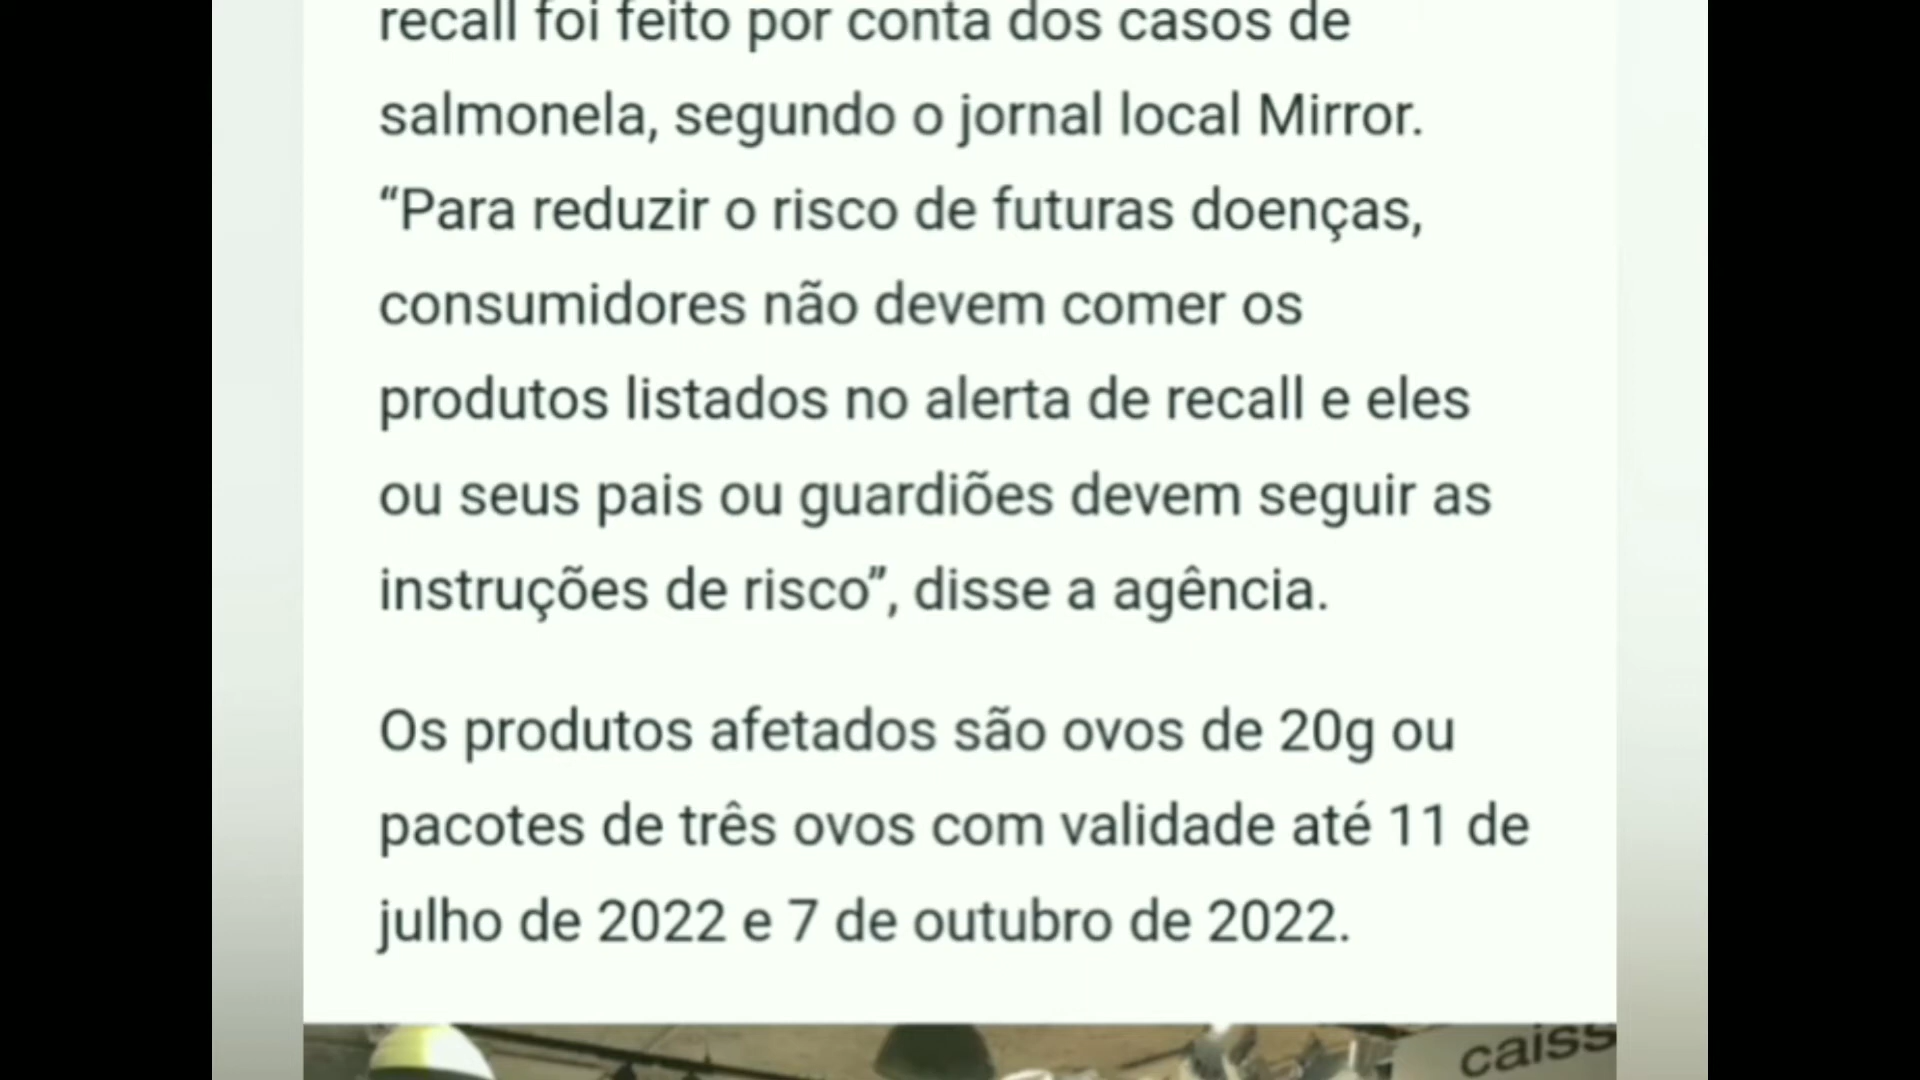 recall foi feito por conta dos casos de
salmonela, segundo o jornal local Mirror.
“Para reduzir o risco de futuras doenças,
consumidores não devem comer os
produtos listados no alerta de recall e eles
ou seus pais ou guardiões devem seguir as
instruções de risco”, disse a agência.
Os produtos afetados são ovos de 20g ou
pacotes de três ovos com validade até 11 de
julho de 2022 e 7 de outubro de 2022.
caiss